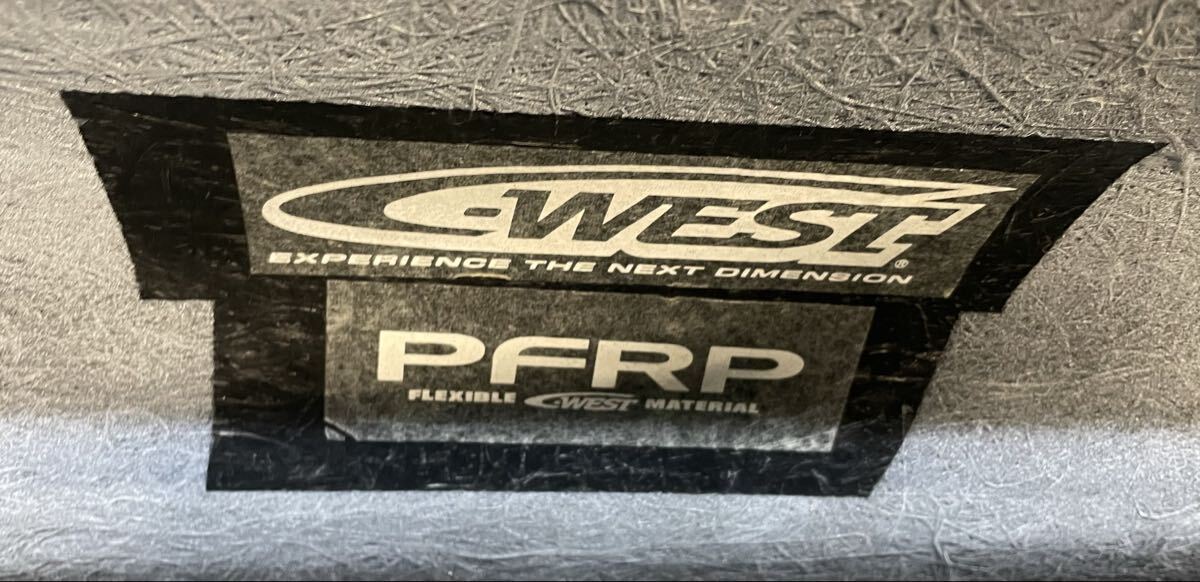 C-WEST®
EXPERIENCE THE NEXT DIMENSION
PFRP
FLEXIBLE C-WEST MATERIAL